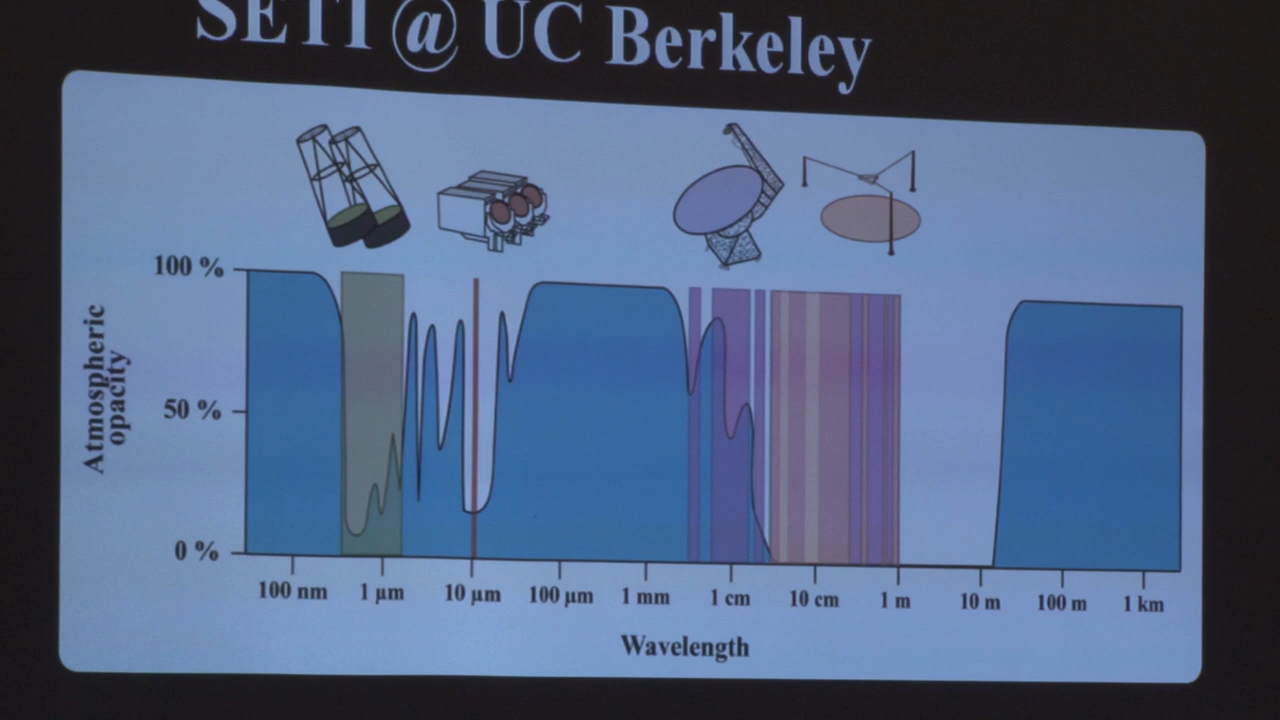 SETI @ UC Berkeley
100 %
50 %
0 %
Atmospheric
opacity
100 nm 1 µm 10 µm 100 µm 1 mm 1 cm 10 cm 1 m 10 m 100 m 1 km
Wavelength